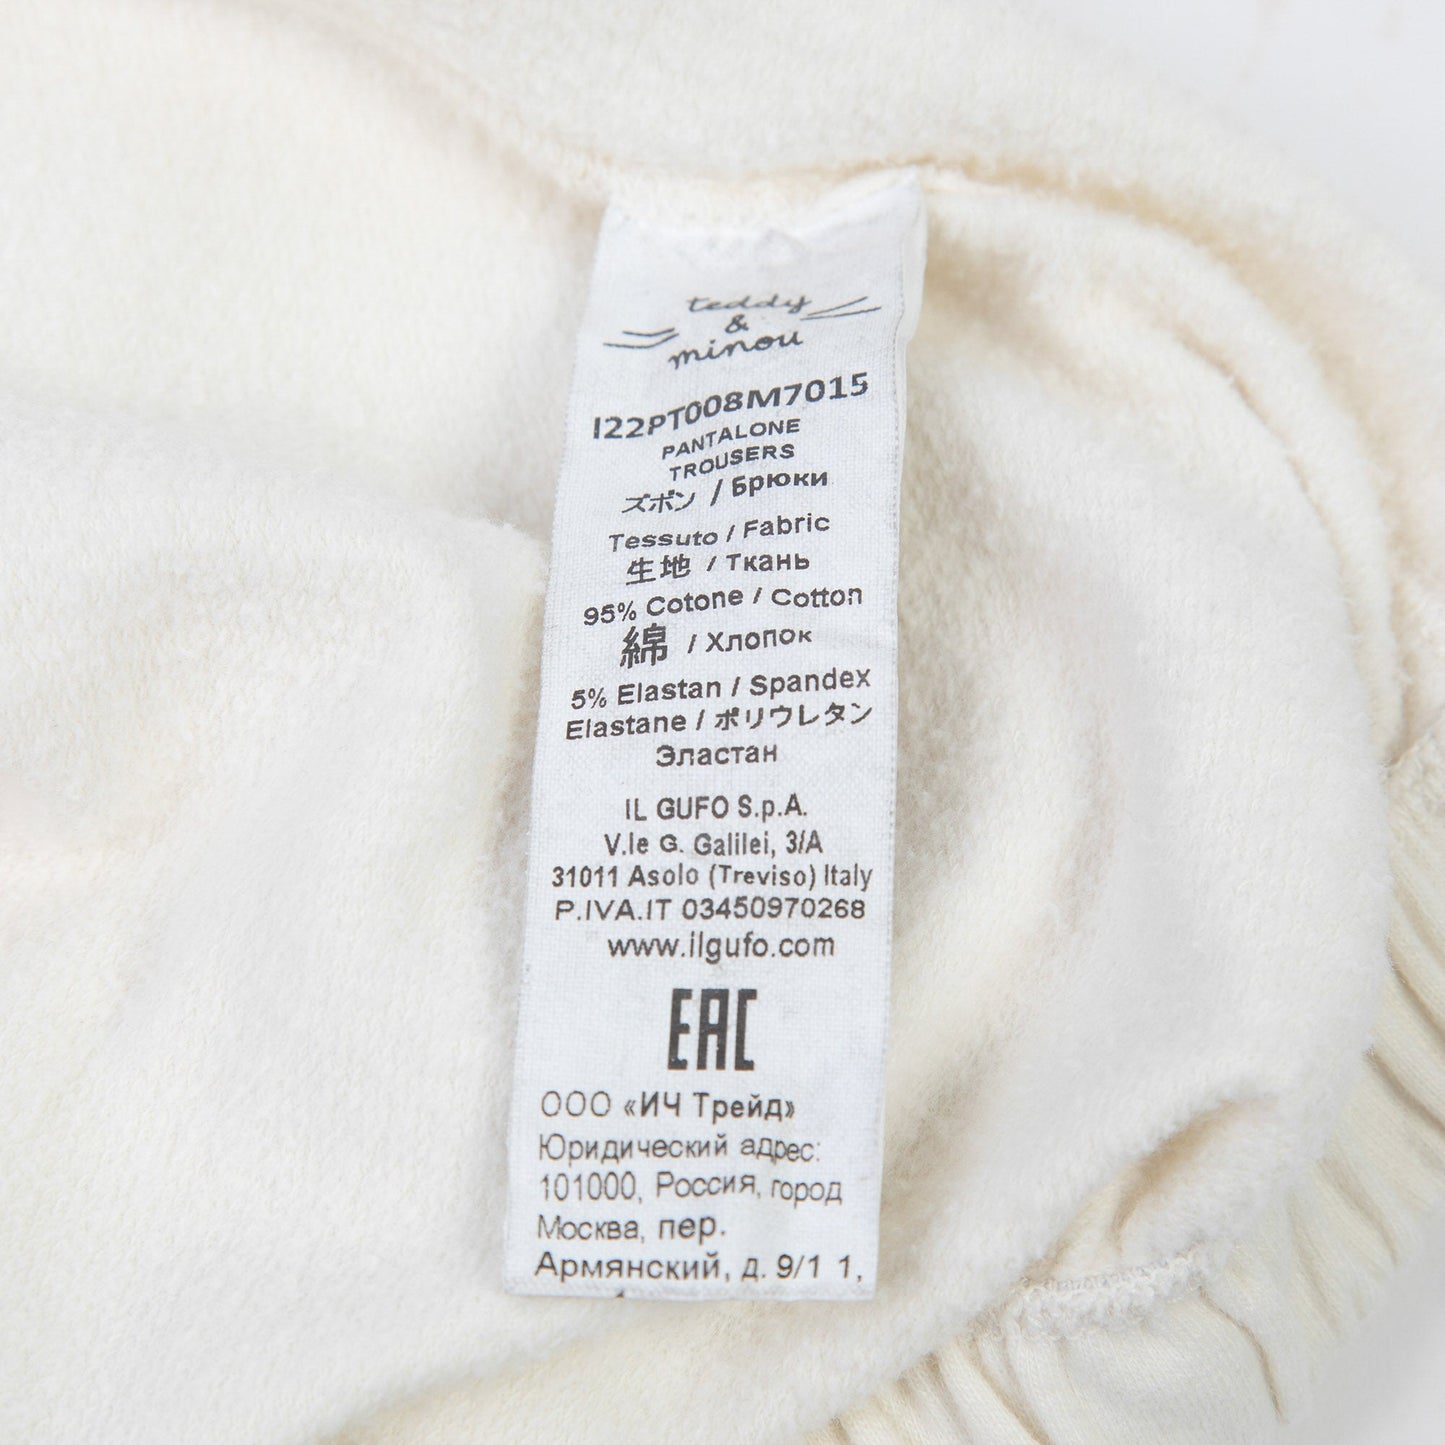 teddy
&
minou
I22PT008M7015
PANTALONE
TROUSERS
ズボン / Брюки
Tessuto / Fabric
生地 / Ткань
95% Cotone / Cotton
綿 / Хлопок
5% Elastan / Spandex
Elastane / ポリウレタン
Эластан
IL GUFO S.p.A.
V.le G. Galilei, 3/A
31011 Asolo (Treviso) Italy
P.IVA.IT 03450970268
www.ilgufo.com
EAC
ООО «ИЧ Трейд»
Юридический адрес:
101000, Россия, город
Москва, пер.
Армянский, д. 9/1 1,